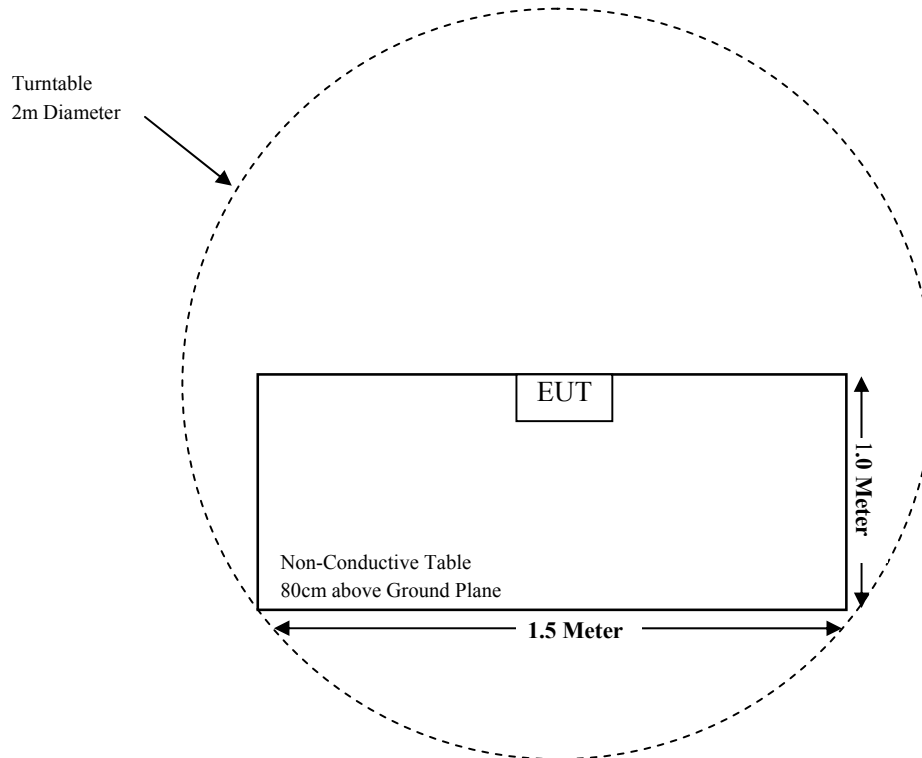 Turntable
2m Diameter
EUT
1.0 Meter
Non-Conductive Table
80cm above Ground Plane
1.5 Meter